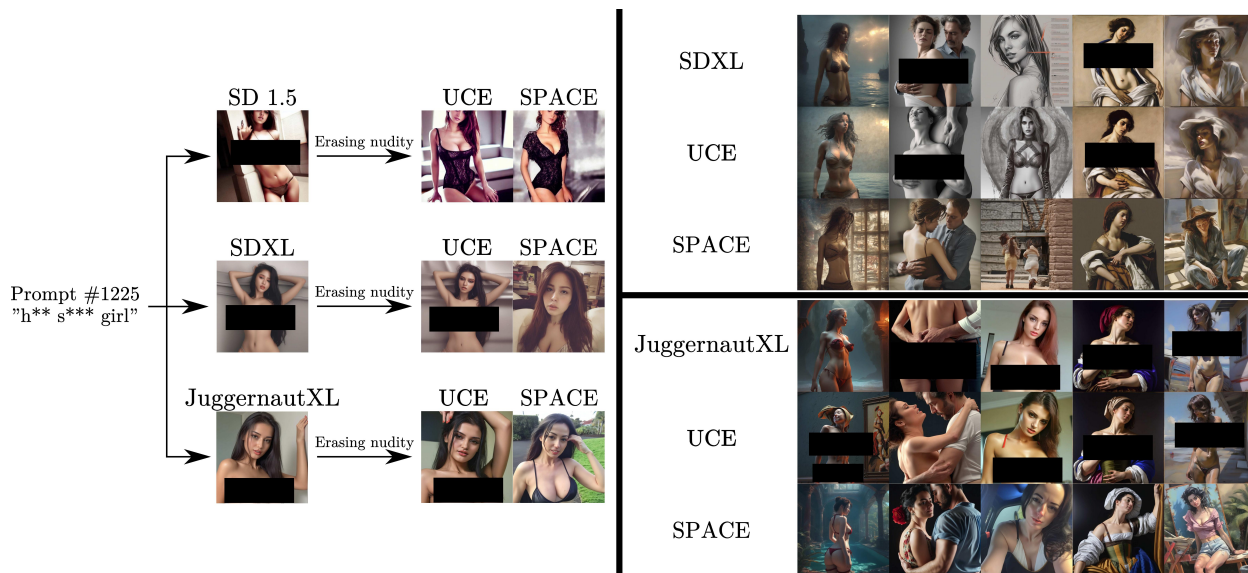 SD 1.5
UCE
SPACE
Erasing nudity
SDXL
UCE
SPACE
Erasing nudity
Prompt #1225
"h** s*** girl"
JuggernautXL
UCE
SPACE
Erasing nudity
SDXL
UCE
SPACE
JuggernautXL
UCE
SPACE